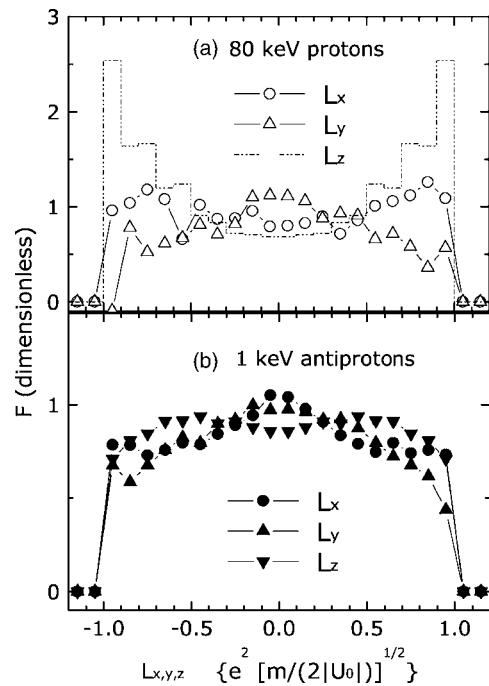 3
(a) 80 keV protons
Lx
2
Ly
Lz
1
0
F (dimensionless)
(b) 1 keV antiprotons
1
Lx
Ly
Lz
0
-1.0 -0.5 0.0 0.5 1.0
Lx,y,z {e² [m/(2|U₀|)]^1/2}